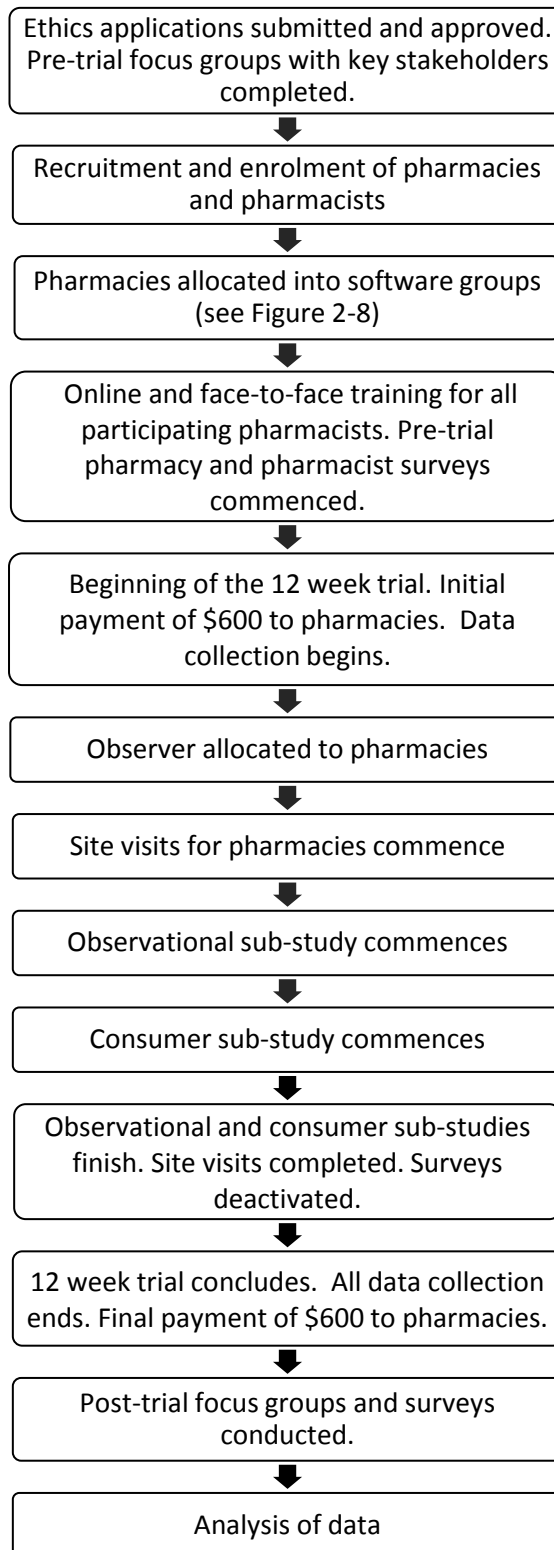 Ethics applications submitted and approved.
Pre-trial focus groups with key stakeholders
completed.
Recruitment and enrolment of pharmacies
and pharmacists
Pharmacies allocated into software groups
(see Figure 2-8)
Online and face-to-face training for all
participating pharmacists. Pre-trial
pharmacy and pharmacist surveys
commenced.
Beginning of the 12 week trial. Initial
payment of $600 to pharmacies.  Data
collection begins.
Observer allocated to pharmacies
Site visits for pharmacies commence
Observational sub-study commences
Consumer sub-study commences
Observational and consumer sub-studies
finish. Site visits completed. Surveys
deactivated.
12 week trial concludes.  All data collection
ends. Final payment of $600 to pharmacies.
Post-trial focus groups and surveys
conducted.
Analysis of data